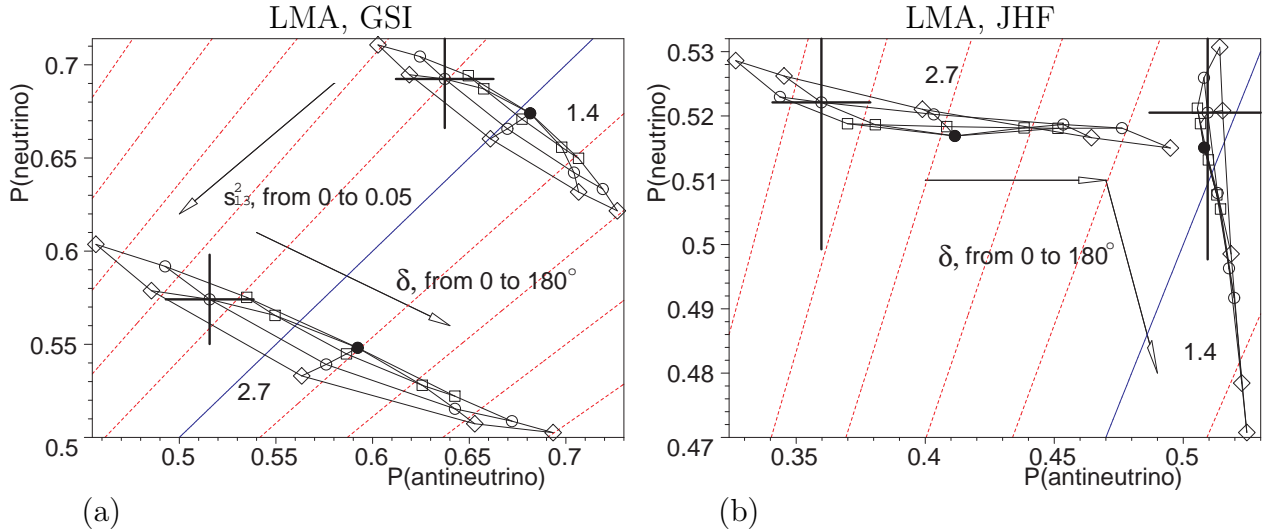 LMA, GSI
P(neutrino)
0.7
0.65
0.6
0.55
0.5
1.4
s²₁₃, from 0 to 0.05
δ, from 0 to 180°
2.7
0.5
0.55
0.6
0.65
0.7
P(antineutrino)
(a)
LMA, JHF
P(neutrino)
0.53
0.52
0.51
0.5
0.49
0.48
0.47
2.7
δ, from 0 to 180°
1.4
0.35
0.4
0.45
0.5
P(antineutrino)
(b)